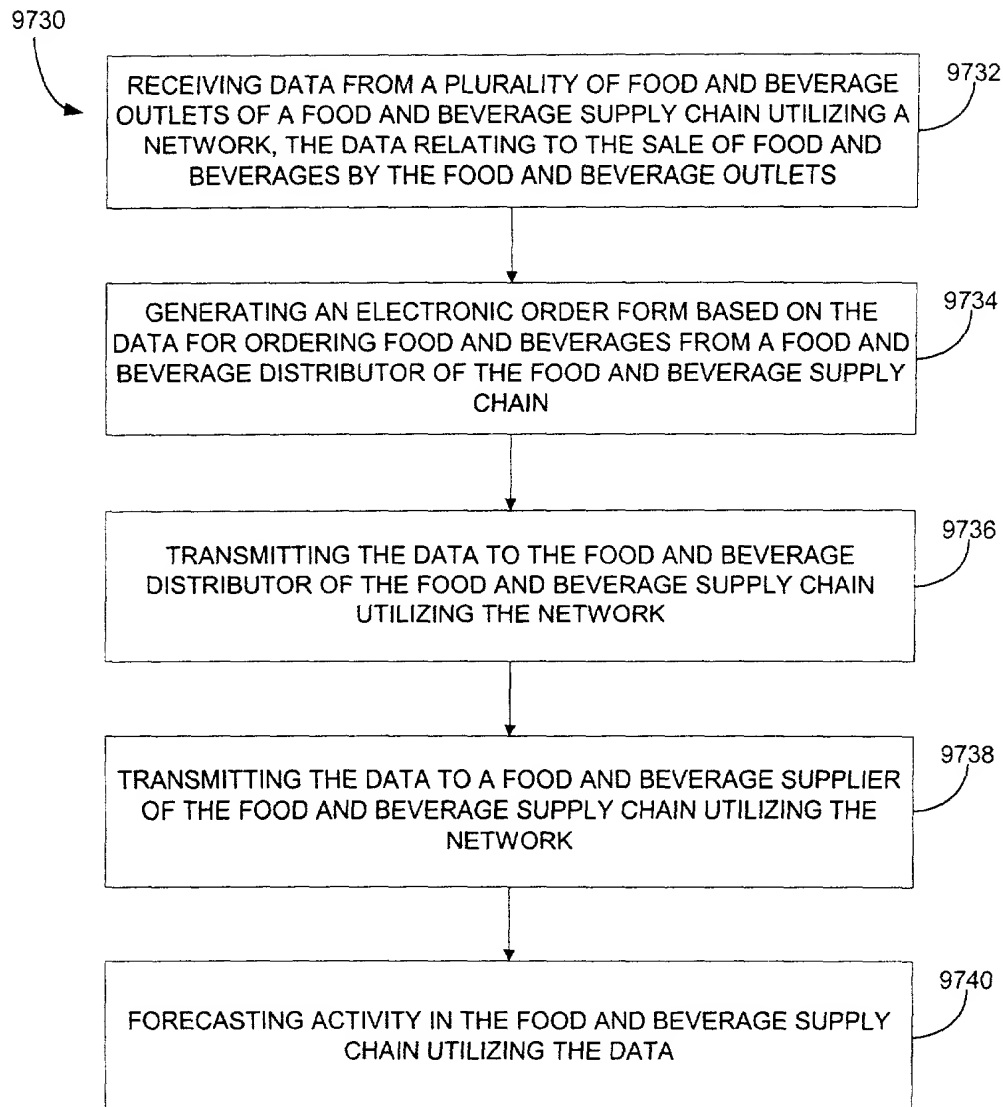 9730
RECEIVING DATA FROM A PLURALITY OF FOOD AND BEVERAGE
OUTLETS OF A FOOD AND BEVERAGE SUPPLY CHAIN UTILIZING A
NETWORK, THE DATA RELATING TO THE SALE OF FOOD AND
BEVERAGES BY THE FOOD AND BEVERAGE OUTLETS
9732
GENERATING AN ELECTRONIC ORDER FORM BASED ON THE
DATA FOR ORDERING FOOD AND BEVERAGES FROM A FOOD AND
BEVERAGE DISTRIBUTOR OF THE FOOD AND BEVERAGE SUPPLY
CHAIN
9734
TRANSMITTING THE DATA TO THE FOOD AND BEVERAGE
DISTRIBUTOR OF THE FOOD AND BEVERAGE SUPPLY CHAIN
UTILIZING THE NETWORK
9736
TRANSMITTING THE DATA TO A FOOD AND BEVERAGE SUPPLIER
OF THE FOOD AND BEVERAGE SUPPLY CHAIN UTILIZING THE
NETWORK
9738
FORECASTING ACTIVITY IN THE FOOD AND BEVERAGE SUPPLY
CHAIN UTILIZING THE DATA
9740